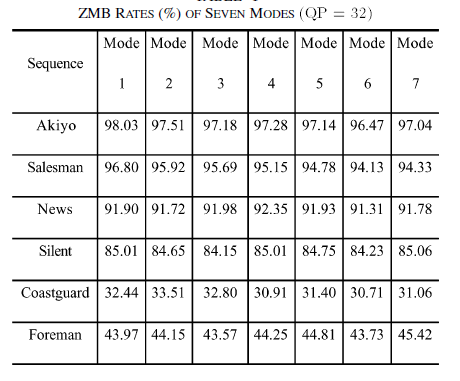 ZMB RATES (%) OF SEVEN MODES (QP = 32)
Sequence Mode 1 Mode 2 Mode 3 Mode 4 Mode 5 Mode 6 Mode 7
Akiyo 98.03 97.51 97.18 97.28 97.14 96.47 97.04
Salesman 96.80 95.92 95.69 95.15 94.78 94.13 94.33
News 91.90 91.72 91.98 92.35 91.93 91.31 91.78
Silent 85.01 84.65 84.15 85.01 84.75 84.23 85.06
Coastguard 32.44 33.51 32.80 30.91 31.40 30.71 31.06
Foreman 43.97 44.15 43.57 44.25 44.81 43.73 45.42